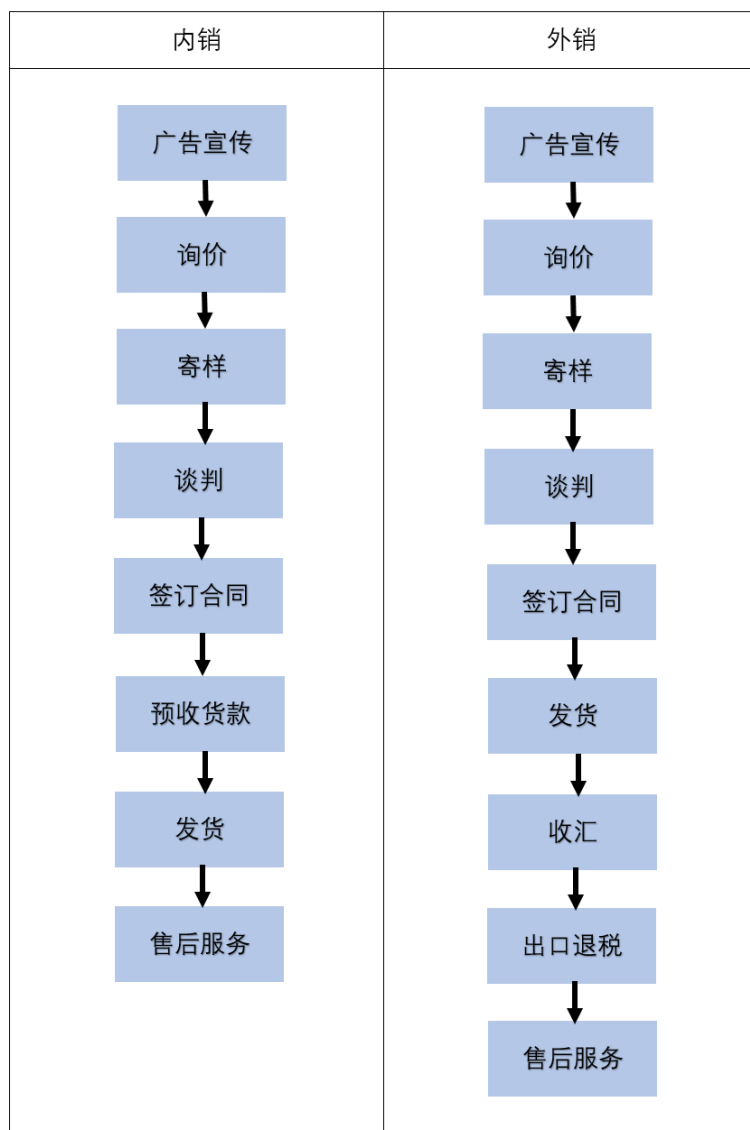 内销
外销
广告宣传
询价
寄样
谈判
签订合同
预收货款
发货
售后服务
广告宣传
询价
寄样
谈判
签订合同
发货
收汇
出口退税
售后服务